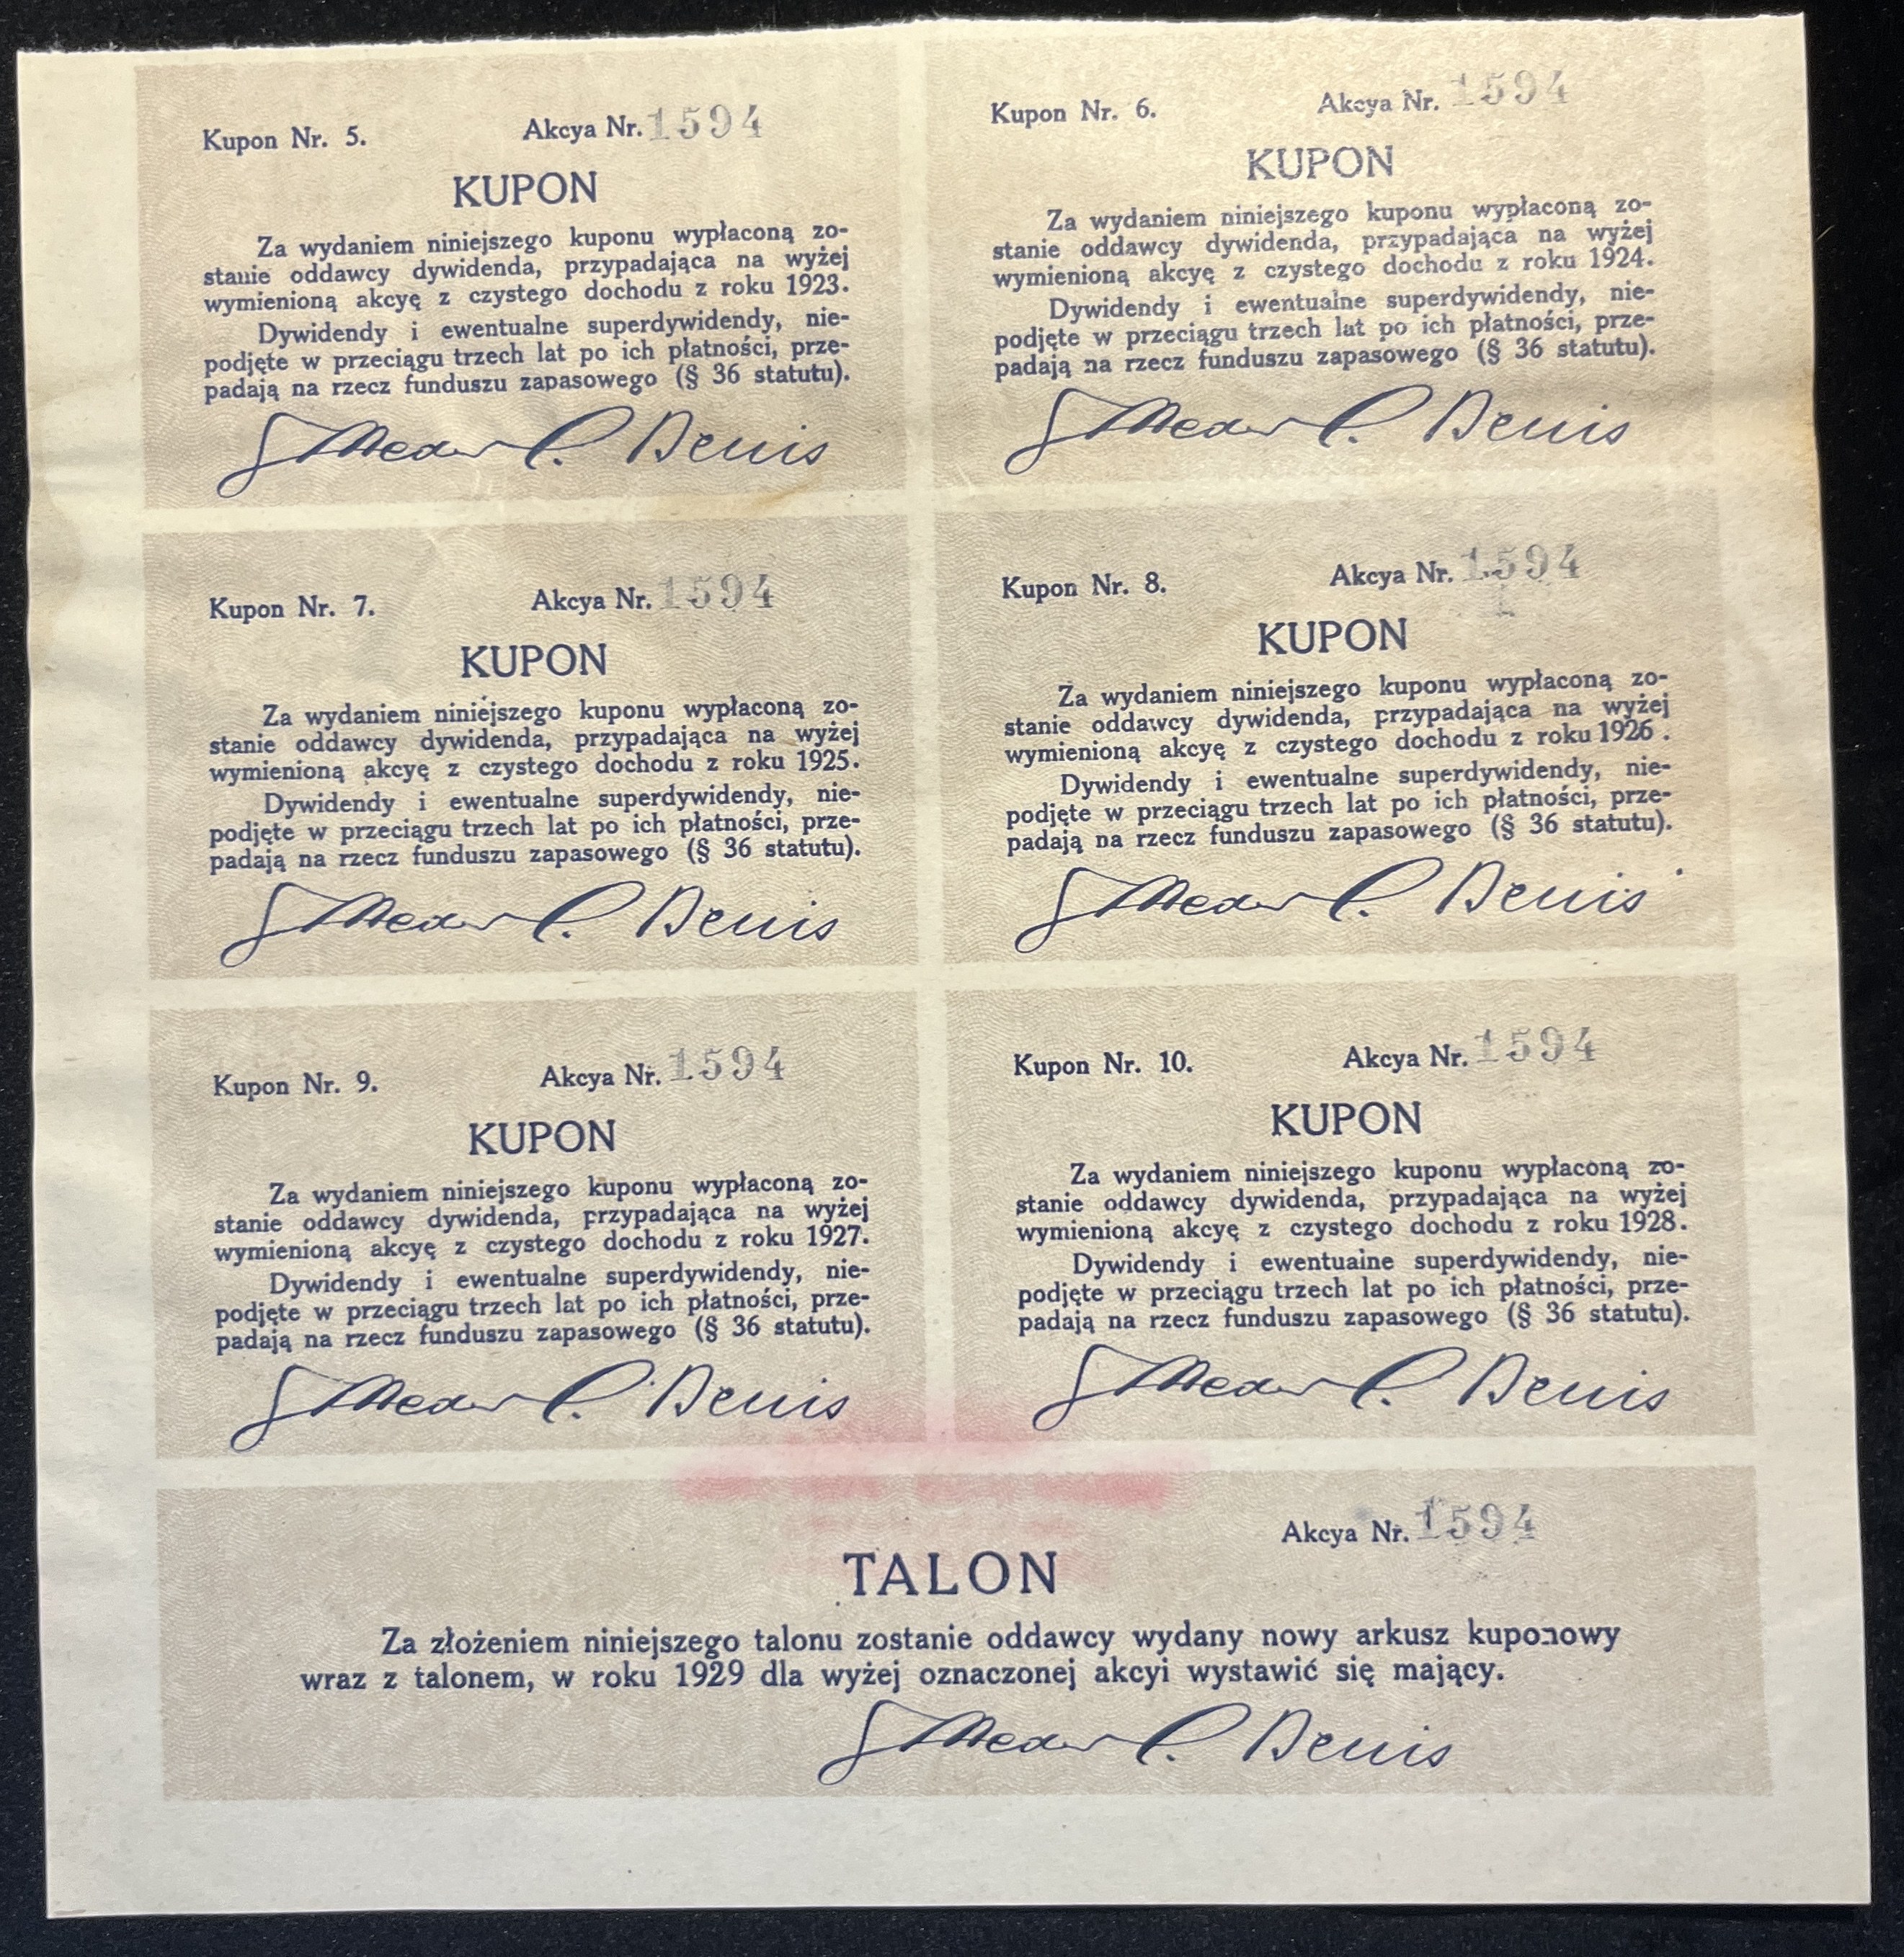 Kupon Nr. 5. Akcya Nr. 1594
KUPON
Za wydaniem niniejszego kuponu wypłaconą zo-
stanie oddawcy dywidenda, przypadająca na wyżej
wymienioną akcyę z czystego dochodu z roku 1923.
Dywidendy i ewentualne superdywidendy, nie-
podjęte w przeciągu trzech lat po ich płatności, prze-
padają na rzecz funduszu zapasowego (§ 36 statutu).
Denis
Kupon Nr. 6. Akcya Nr. 1594
KUPON
Za wydaniem niniejszego kuponu wypłaconą zo-
stanie oddawcy dywidenda, przypadająca na wyżej
wymienioną akcyę z czystego dochodu z roku 1924.
Dywidendy i ewentualne superdywidendy, nie-
podjęte w przeciągu trzech lat po ich płatności, prze-
padają na rzecz funduszu zapasowego (§ 36 statutu).
Denis
Kupon Nr. 7. Akcya Nr. 1594
KUPON
Za wydaniem niniejszego kuponu wypłaconą zo-
stanie oddawcy dywidenda, przypadająca na wyżej
wymienioną akcyę z czystego dochodu z roku 1925.
Dywidendy i ewentualne superdywidendy, nie-
podjęte w przeciągu trzech lat po ich płatności, prze-
padają na rzecz funduszu zapasowego (§ 36 statutu).
Denis
Kupon Nr. 8. Akcya Nr. 1594
KUPON
Za wydaniem niniejszego kuponu wypłaconą zo-
stanie oddawcy dywidenda, przypadająca na wyżej
wymienioną akcyę z czystego dochodu z roku 1926.
Dywidendy i ewentualne superdywidendy, nie-
podjęte w przeciągu trzech lat po ich płatności, prze-
padają na rzecz funduszu zapasowego (§ 36 statutu).
Denis
Kupon Nr. 9. Akcya Nr. 1594
KUPON
Za wydaniem niniejszego kuponu wypłaconą zo-
stanie oddawcy dywidenda, przypadająca na wyżej
wymienioną akcyę z czystego dochodu z roku 1927.
Dywidendy i ewentualne superdywidendy, nie-
podjęte w przeciągu trzech lat po ich płatności, prze-
padają na rzecz funduszu zapasowego (§ 36 statutu).
Denis
Kupon Nr. 10. Akcya Nr. 1594
KUPON
Za wydaniem niniejszego kuponu wypłaconą zo-
stanie oddawcy dywidenda, przypadająca na wyżej
wymienioną akcyę z czystego dochodu z roku 1928.
Dywidendy i ewentualne superdywidendy, nie-
podjęte w przeciągu trzech lat po ich płatności, prze-
padają na rzecz funduszu zapasowego (§ 36 statutu).
Denis
Akcya Nr. 1594
TALON
Za złożeniem niniejszego talonu zostanie oddawcy wydany nowy arkusz kuponowy
wraz z talonem, w roku 1929 dla wyżej oznaczonej akcyi wystawić się mający.
Denis